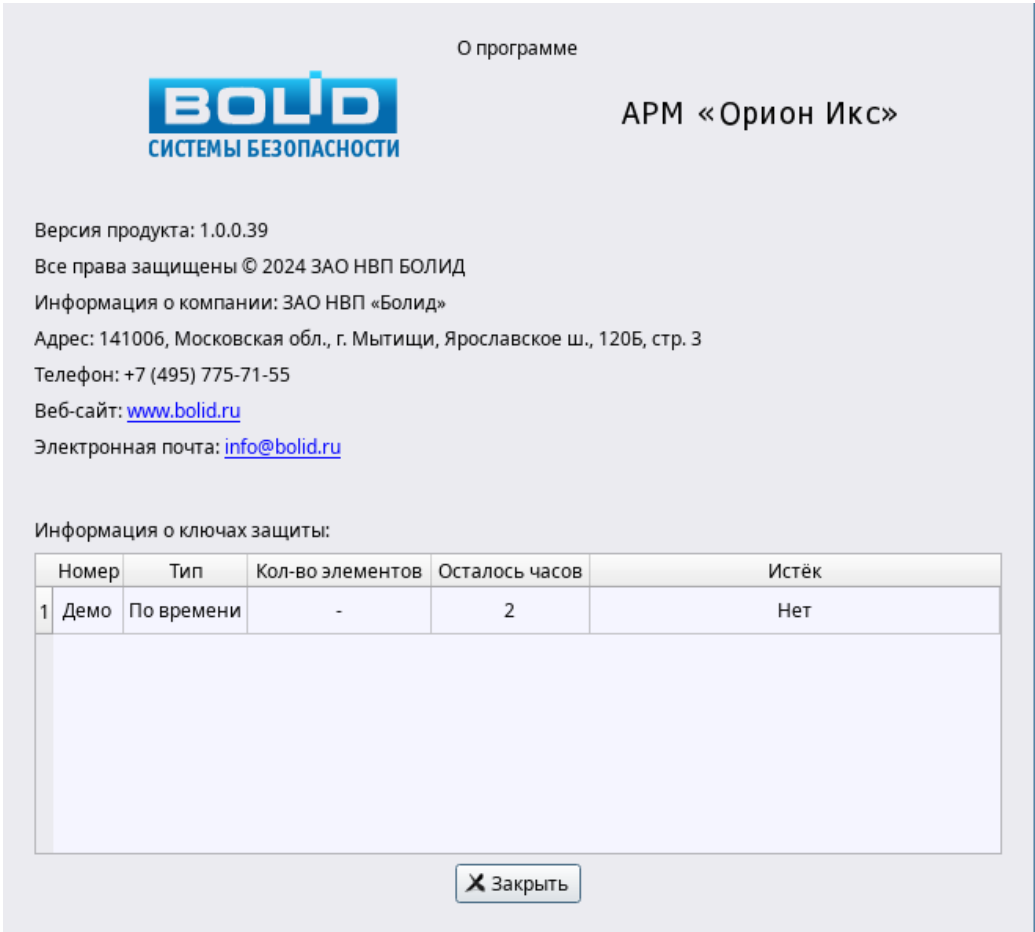 О программе
BOLID
СИСТЕМЫ БЕЗОПАСНОСТИ
АРМ «Орион Икс»
Версия продукта: 1.0.0.39
Все права защищены © 2024 ЗАО НВП БОЛИД
Информация о компании: ЗАО НВП «Болид»
Адрес: 141006, Московская обл., г. Мытищи, Ярославское ш., 120Б, стр. 3
Телефон: +7 (495) 775-71-55
Веб-сайт: www.bolid.ru
Электронная почта: info@bolid.ru
Информация о ключах защиты:
Номер Тип Кол-во элементов Осталось часов Истёк
1 Демо По времени - 2 Нет
Закрыть